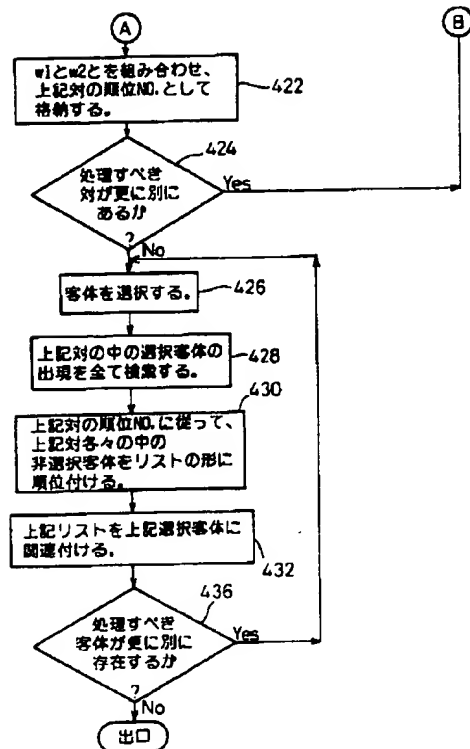 A
B
w1とw2とを組み合わせ、
上記対の順位NO.として
格納する。
422
424
処理すべき
対が更に別に
あるか
?
Yes
No
客体を選択する。
426
上記対の中の選択客体の
出現を全て検索する。
428
430
上記対の順位NO.に従って、
上記対各々の中の
非選択客体をリストの形に
順位付ける。
上記リストを上記選択客体に
関連付ける。
432
436
処理すべき
客体が更に別に
存在するか
?
Yes
No
出口